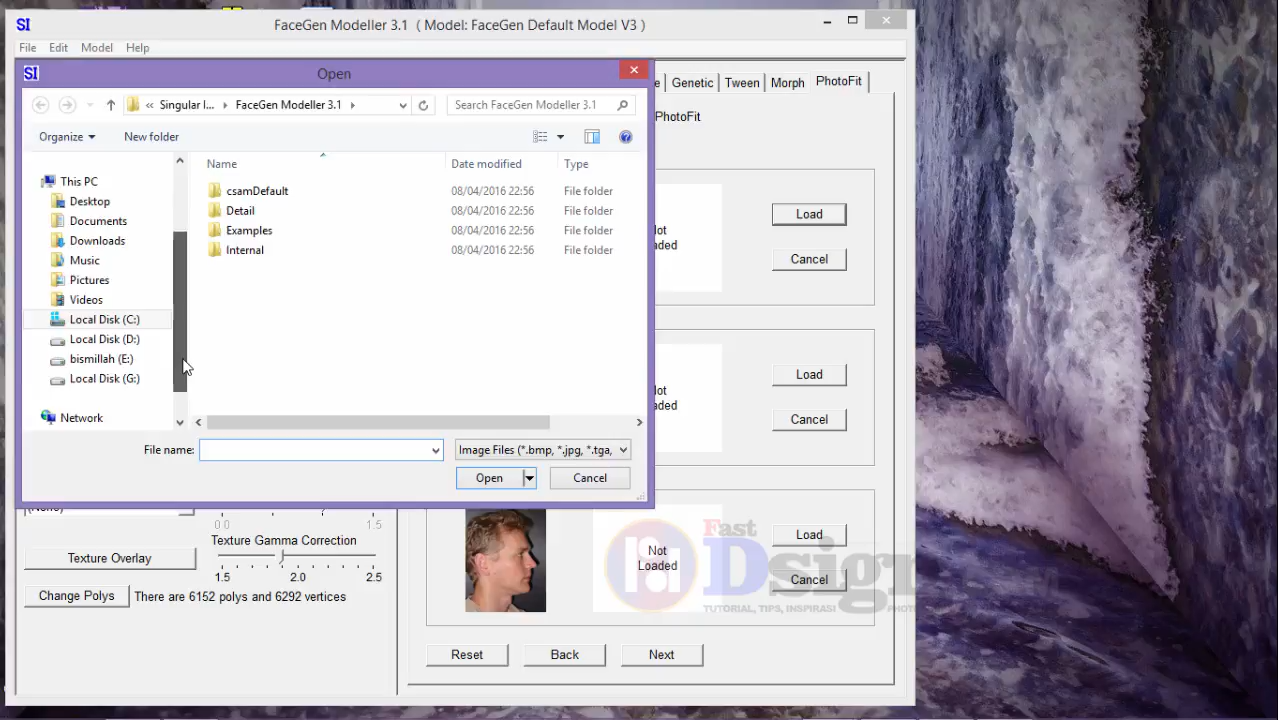 SI
FaceGen Modeller 3.1 ( Model: FaceGen Default Model V3 )
File Edit Model Help
SI Open
Genetic Tween Morph PhotoFit
« Singular I... FaceGen Modeller 3.1
Search FaceGen Modeller 3.1
PhotoFit
Organize
New folder
Name Date modified Type
This PC
Desktop
Documents
Downloads
Music
Pictures
Videos
Local Disk (C:)
Local Disk (D:)
bismillah (E:)
Local Disk (G:)
Network
csamDefault 08/04/2016 22:56 File folder
Detail 08/04/2016 22:56 File folder
Examples 08/04/2016 22:56 File folder
Internal 08/04/2016 22:56 File folder
Load
Cancel
Load
Cancel
File name:
Image Files (*.bmp, *.jpg, *.tga,
Open
Cancel
0 0 1.5
Texture Gamma Correction
Texture Overlay
1.5 2.0 2.5
Change Polys
There are 6152 polys and 6292 vertices
Not
Loaded
Load
Cancel
Fast
Dsign
TUTORIAL, TIPS, INSPIRASI
Reset Back Next